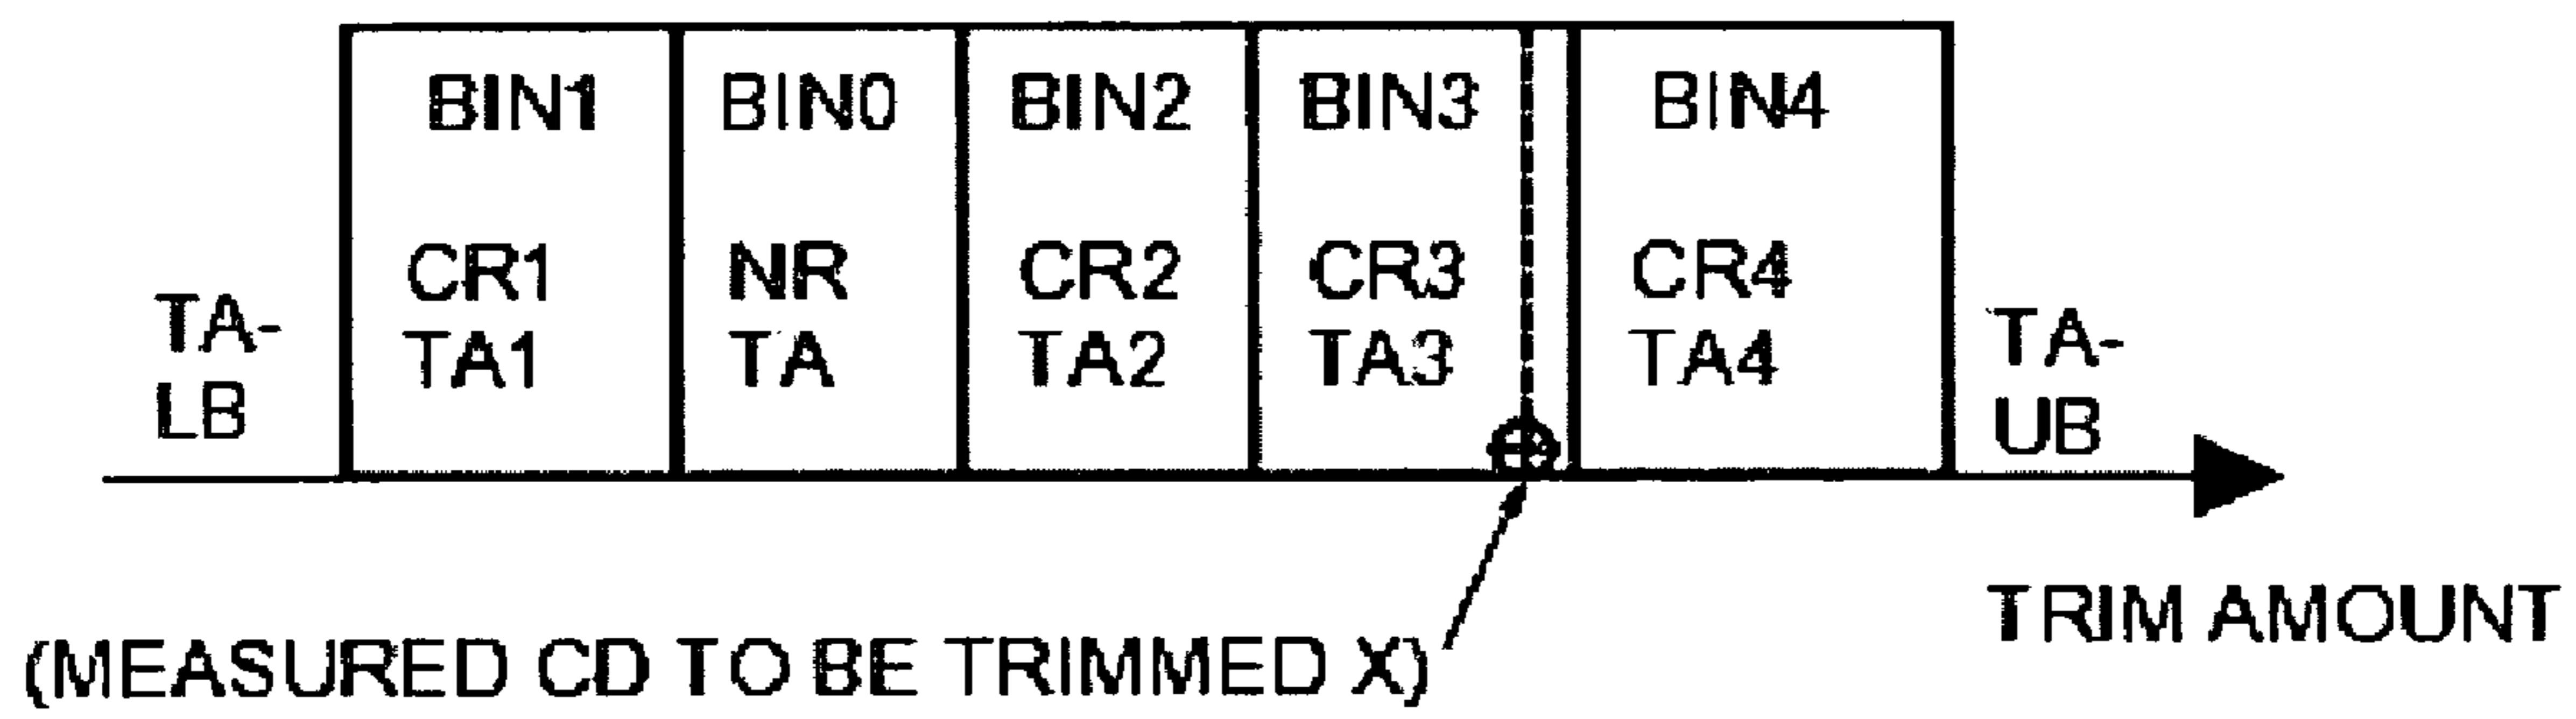 BIN1 BIN0 BIN2 BIN3 BIN4
CR1 NR CR2 CR3 CR4
TA1 TA TA2 TA3 TA4
TA-
LB
TA-
UB
TRIM AMOUNT
(MEASURED CD TO BE TRIMMED X)